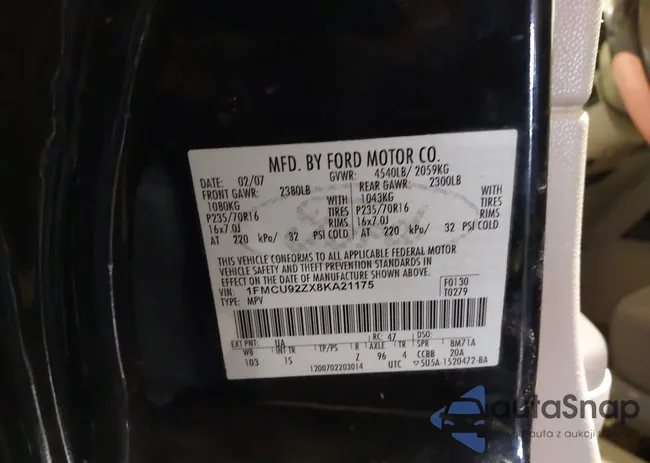 MFD. BY FORD MOTOR CO.
DATE: 02/07 GVWR: 4540LB/ 2059KG
FRONT GAWR: 2380LB REAR GAWR: 2300LB
1080KG WITH 1043KG WITH
P235/70R16 TIRES P235/70R16 TIRES
16x7.0J RIMS 16x7.0J RIMS
AT 220 kPa/ 32 PSI COLD AT 220 kPa/ 32 PSI COLD
Ford
THIS VEHICLE CONFORMS TO ALL APPLICABLE FEDERAL MOTOR
VEHICLE SAFETY AND THEFT PREVENTION STANDARDS IN
EFFECT ON THE DATE OF MANUFACTURE SHOWN ABOVE.
VIN: 1FMCU92ZX8KA21175 F0130
TYPE: MPV T0279
EXT PNT: UA RC: 47 DSO:
WB INT TR TP/PS R AXLE TR SPR BM71A
103 15 Z 96 4 CCBB 20A
1200702203014 UTC 5U5A-1520472-BA
autaSnap
auta z aukcji